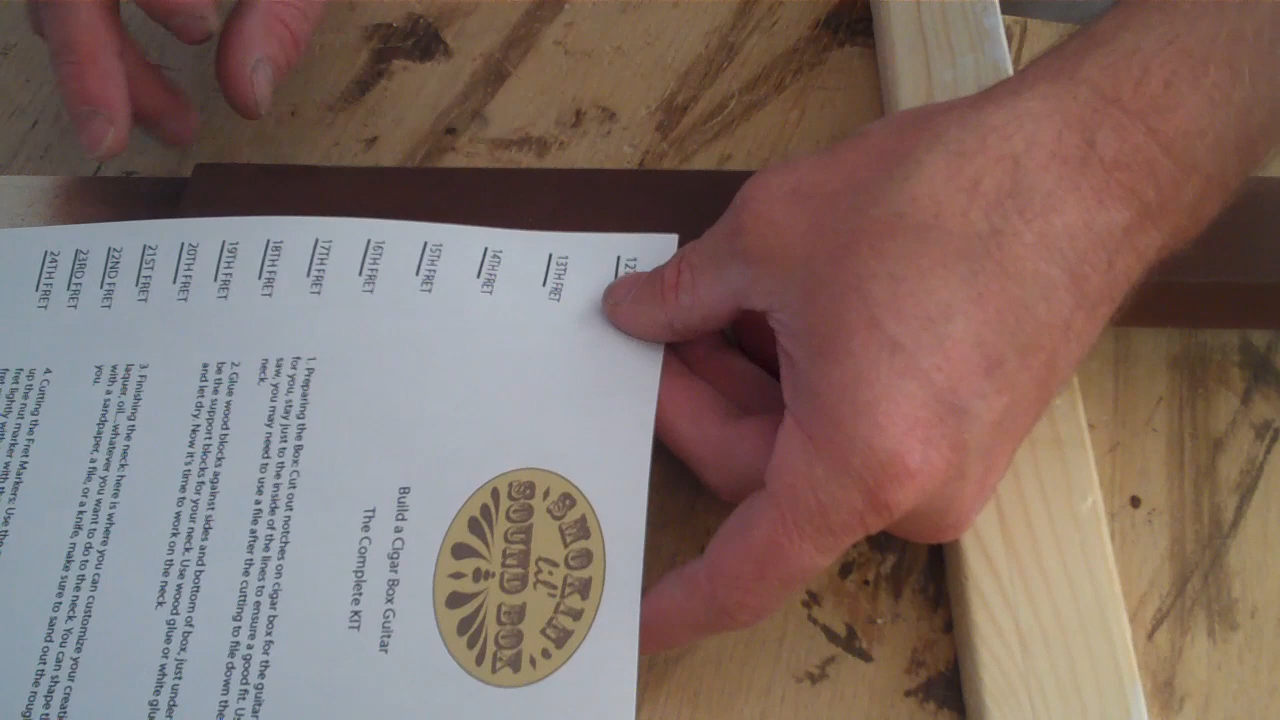 SMOKIN'
lil'
SOUND BOX
Build a Cigar Box Guitar
The Complete KIT
1. Preparing the Box: Cut out notches on cigar box for the guitar
for you, stay just to the inside of the lines to ensure a good fit.
saw, you may need to use a file after the cutting to file down the
neck.
2. Glue wood blocks against sides and bottom of box, just under
be the support blocks for your neck. Use wood glue or white
and let dry. Now it's time to work on the neck.
3. Finishing the neck: here is where you can customize your
laquer, oil...whatever you want to do to the neck. You can shape
with a sandpaper, a file, or a knife, make sure to sand out the
you.
4. Cutting the Fret Markers: Use the
up the nut marker with the
fret lightly with
13TH FRET
14TH FRET
15TH FRET
16TH FRET
17TH FRET
18TH FRET
19TH FRET
20TH FRET
21ST FRET
22ND FRET
23RD FRET
24TH FRET